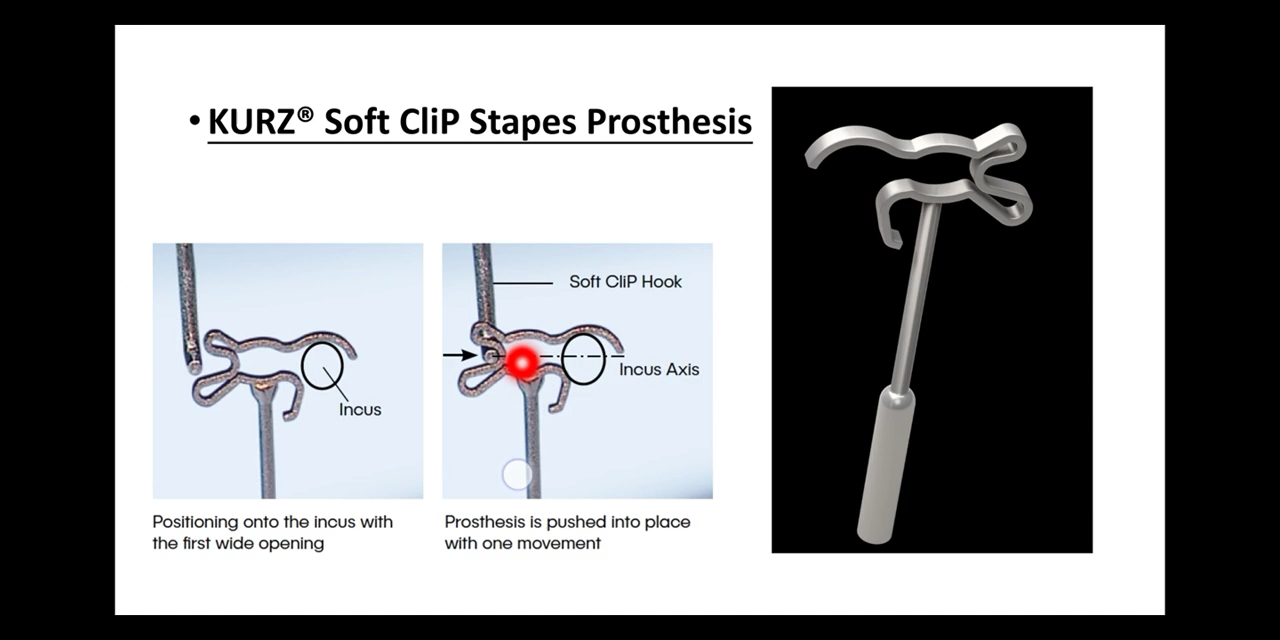 • KURZ® Soft CliP Stapes Prosthesis
Incus
Positioning onto the incus with
the first wide opening
Soft CliP Hook
Incus Axis
Prosthesis is pushed into place
with one movement